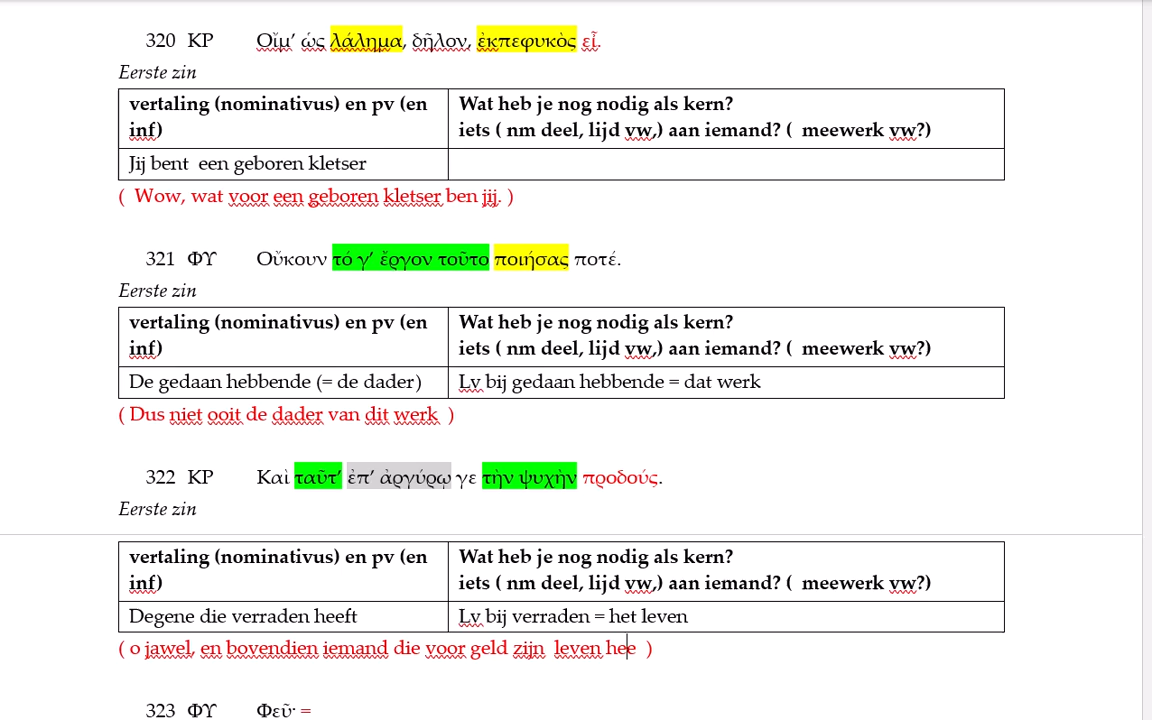 320 ΚΡ Οἴμ’ ὡς λάλημα, δῆλον, ἐκπεφυκὸς εἶ.
Eerste zin
vertaling (nominativus) en pv (en inf) Wat heb je nog nodig als kern?
iets ( nm deel, lijd vw,) aan iemand? ( meewerk vw?)
Jij bent een geboren kletser
( Wow, wat voor een geboren kletser ben jij. )
321 ΦΥ Οὔκουν τό γ’ ἔργον τοῦτο ποιήσας ποτέ.
Eerste zin
vertaling (nominativus) en pv (en inf) Wat heb je nog nodig als kern?
iets ( nm deel, lijd vw,) aan iemand? ( meewerk vw?)
De gedaan hebbende (= de dader) Lv bij gedaan hebbende = dat werk
( Dus niet ooit de dader van dit werk )
322 ΚΡ Καὶ ταῦτ’ ἐπ’ ἀργύρῳ γε τὴν ψυχὴν προδούς.
Eerste zin
vertaling (nominativus) en pv (en inf) Wat heb je nog nodig als kern?
iets ( nm deel, lijd vw,) aan iemand? ( meewerk vw?)
Degene die verraden heeft Lv bij verraden = het leven
( o jawel, en bovendien iemand die voor geld zijn leven hee )
323 ΦΥ Φεῦ· =